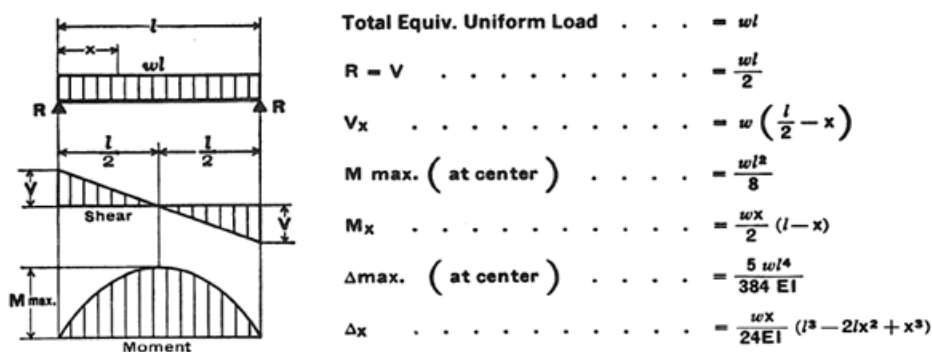 l
x
wl
R
R
l/2
l/2
V
Shear
V
M max.
Moment
Total Equiv. Uniform Load . . . = wl
R = V . . . . . . . . . . = wl/2
Vx . . . . . . . . . . = w (l/2 − x)
M max. ( at center ) . . . . = wl²/8
Mx . . . . . . . . . . = wx/2 (l − x)
Δmax. ( at center ) . . . . = 5 wl⁴/384 EI
Δx . . . . . . . . . . = wx/24EI (l³ − 2lx² + x³)